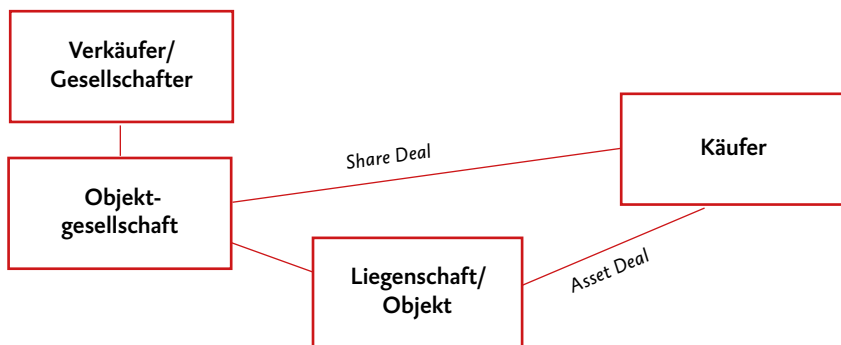 Verkäufer/
Gesellschafter
Share Deal
Käufer
Objekt-
gesellschaft
Liegenschaft/
Objekt
Asset Deal